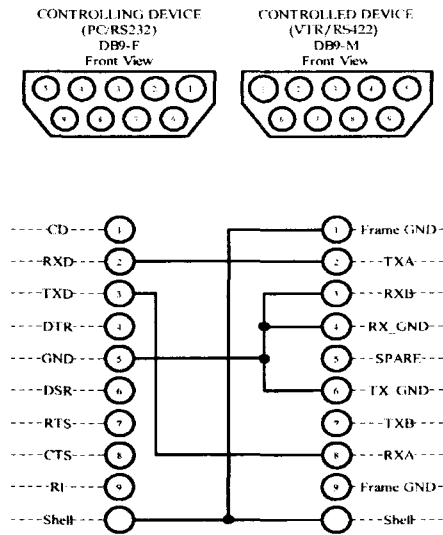 CONTROLLING DEVICE
(PC/RS232)
DB9-F
Front View
CONTROLLED DEVICE
(VTR/RS422)
DB9-M
Front View
5 4 3 2 1
9 8 7 6
1 2 3 4 5
6 7 8 9
CD 1
1 Frame GND
RXD 2
2 TXA
TXD 3
3 RXB
DTR 4
4 RX_GND
GND 5
5 SPARE
DSR 6
6 TX_GND
RTS 7
7 TXB
CTS 8
8 RXA
RI 9
9 Frame GND
Shell
Shell